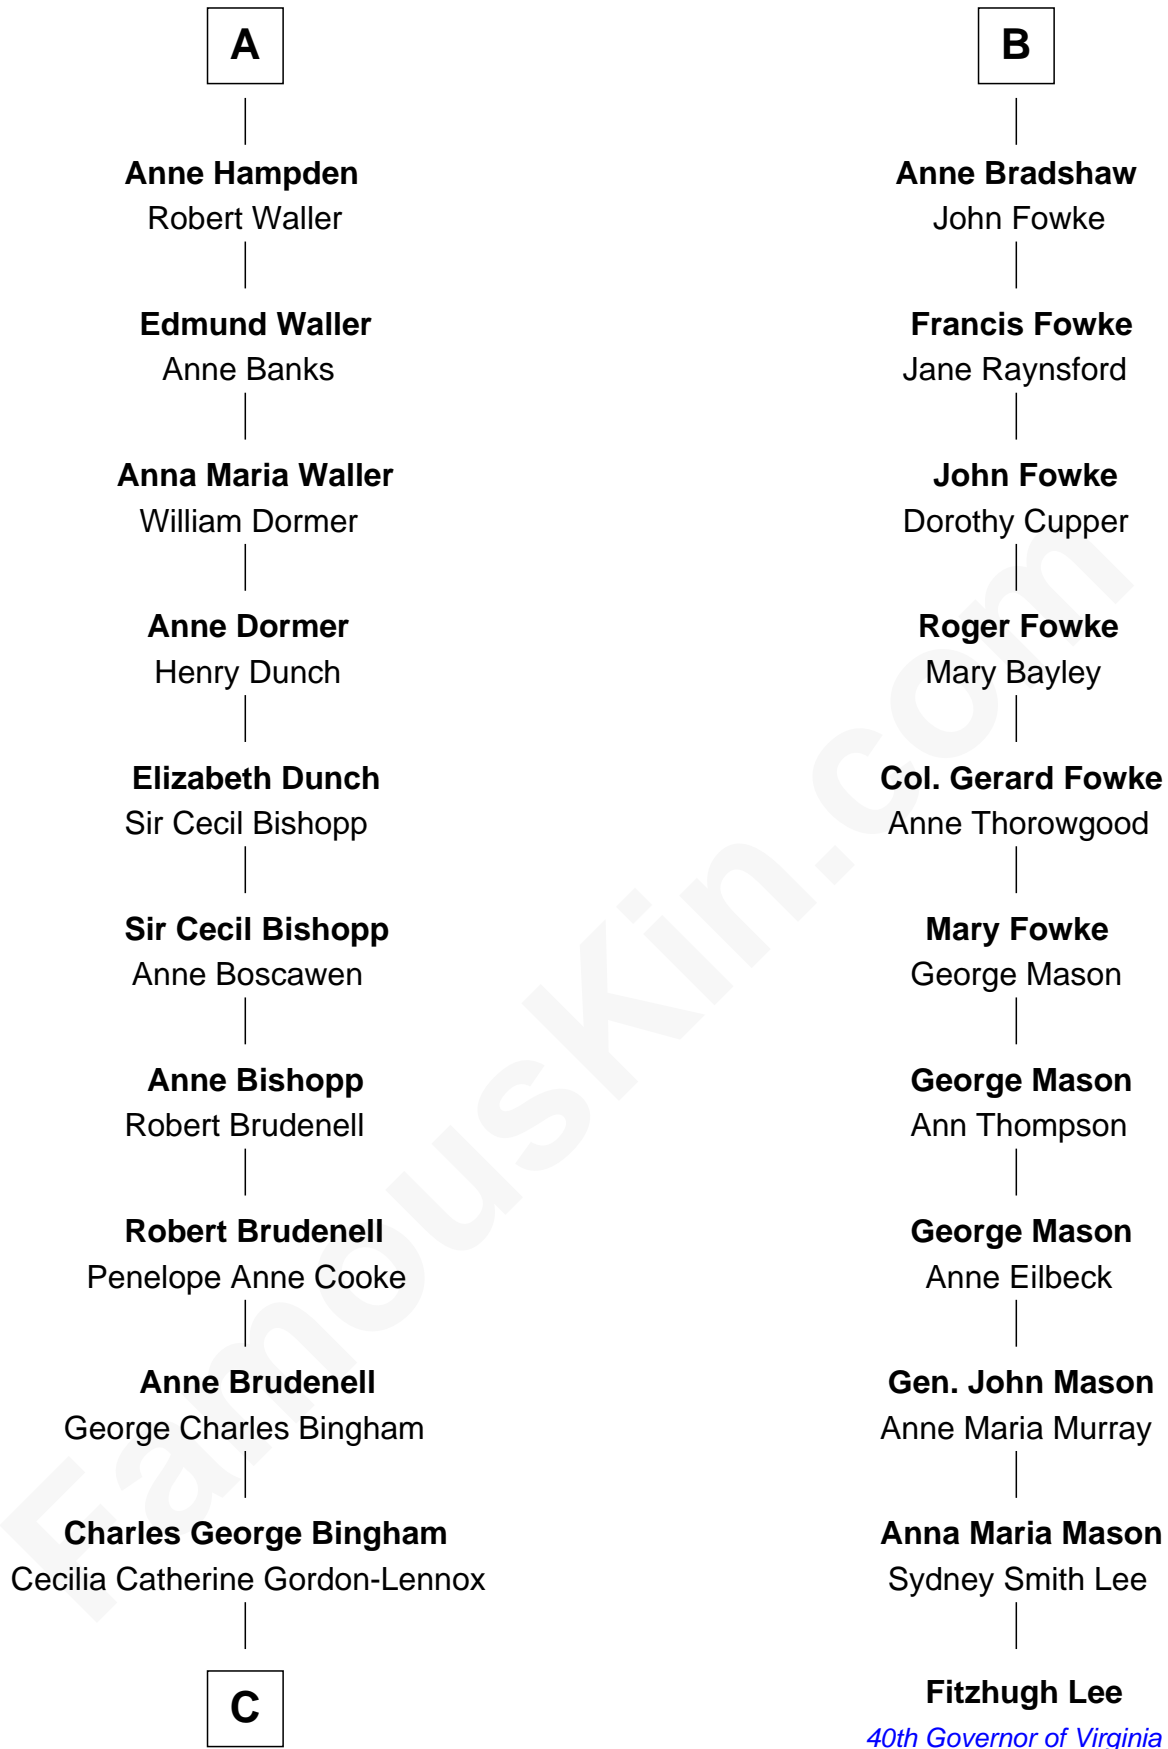 A
Anne Hampden
Robert Waller
Edmund Waller
Anne Banks
Anna Maria Waller
William Dormer
Anne Dormer
Henry Dunch
Elizabeth Dunch
Sir Cecil Bishopp
Sir Cecil Bishopp
Anne Boscawen
Anne Bishopp
Robert Brudenell
Robert Brudenell
Penelope Anne Cooke
Anne Brudenell
George Charles Bingham
Charles George Bingham
Cecilia Catherine Gordon-Lennox
C
B
Anne Bradshaw
John Fowke
Francis Fowke
Jane Raynsford
John Fowke
Dorothy Cupper
Roger Fowke
Mary Bayley
Col. Gerard Fowke
Anne Thorowgood
Mary Fowke
George Mason
George Mason
Ann Thompson
George Mason
Anne Eilbeck
Gen. John Mason
Anne Maria Murray
Anna Maria Mason
Sydney Smith Lee
Fitzhugh Lee
40th Governor of Virginia
FamousKin.com